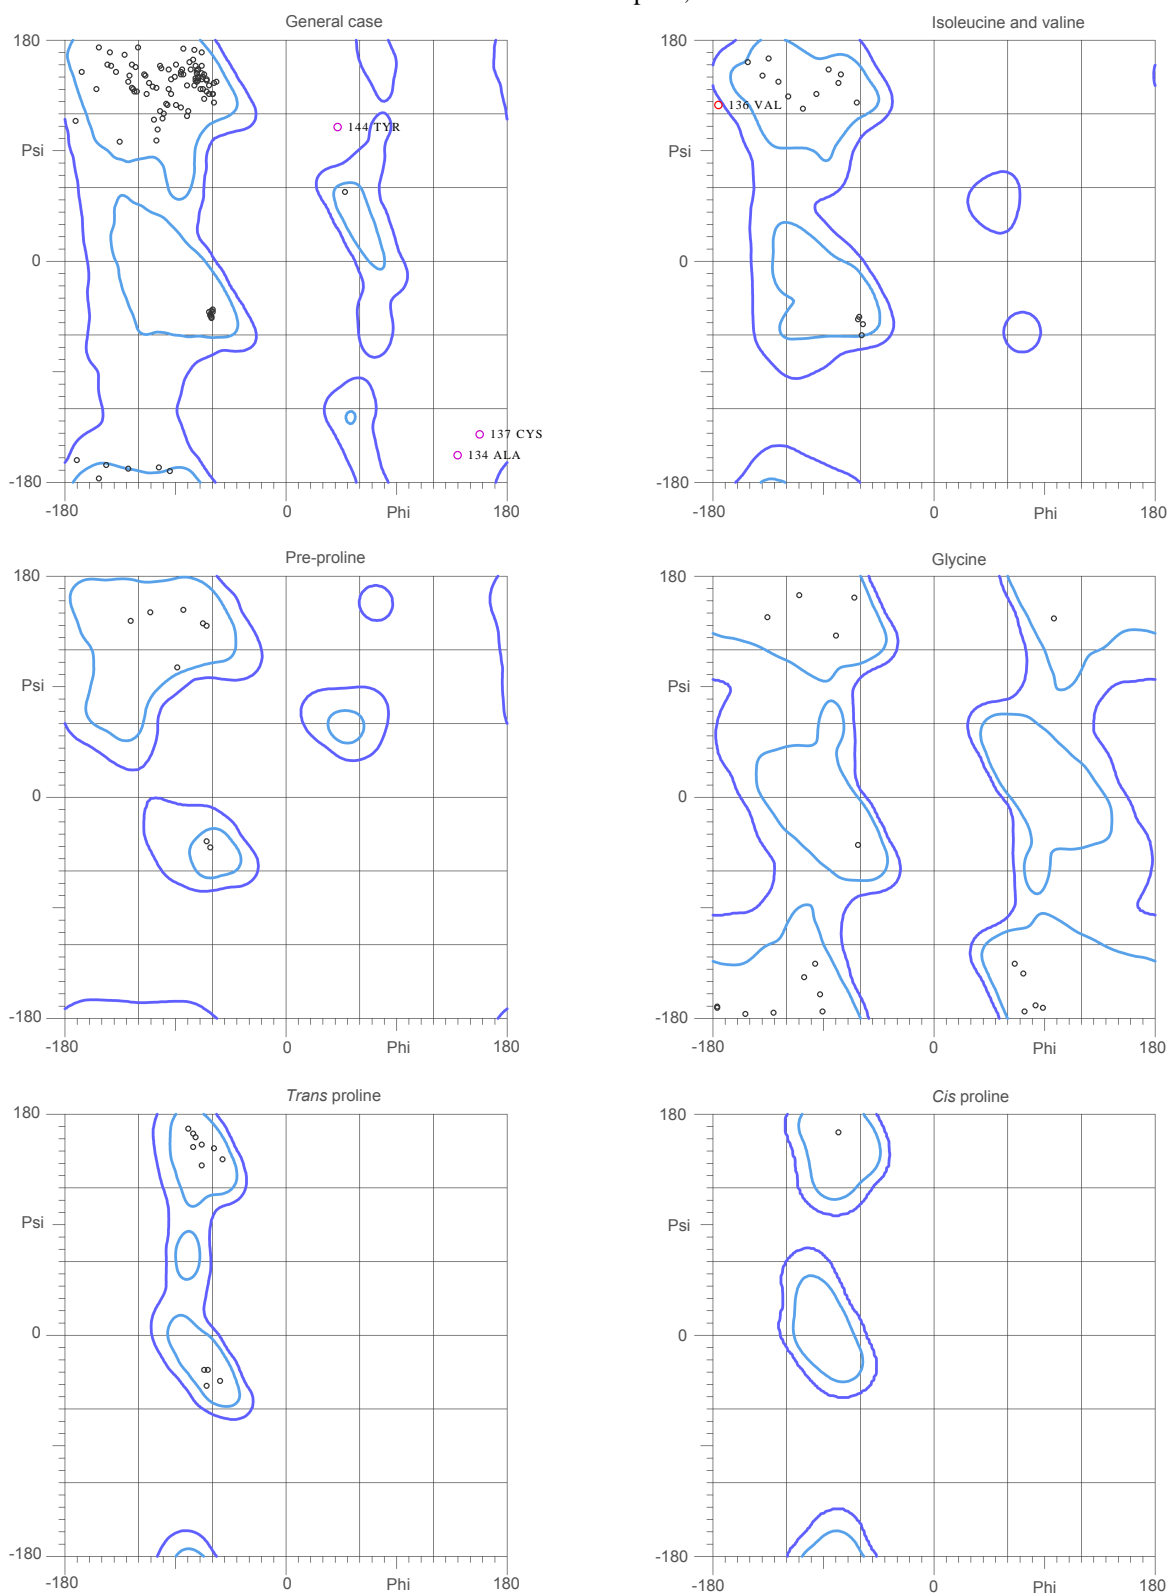 General case
Isoleucine and valine
180
180
136 VAL
144 TYR
Psi
Psi
0
0
137 CYS
134 ALA
-180
-180
-180
0
Phi
180
-180
0
Phi
180
Pre-proline
Glycine
180
180
Psi
Psi
0
0
-180
-180
-180
0
Phi
180
-180
0
Phi
180
Trans proline
Cis proline
180
180
Psi
Psi
0
0
-180
-180
-180
0
Phi
180
-180
0
Phi
180